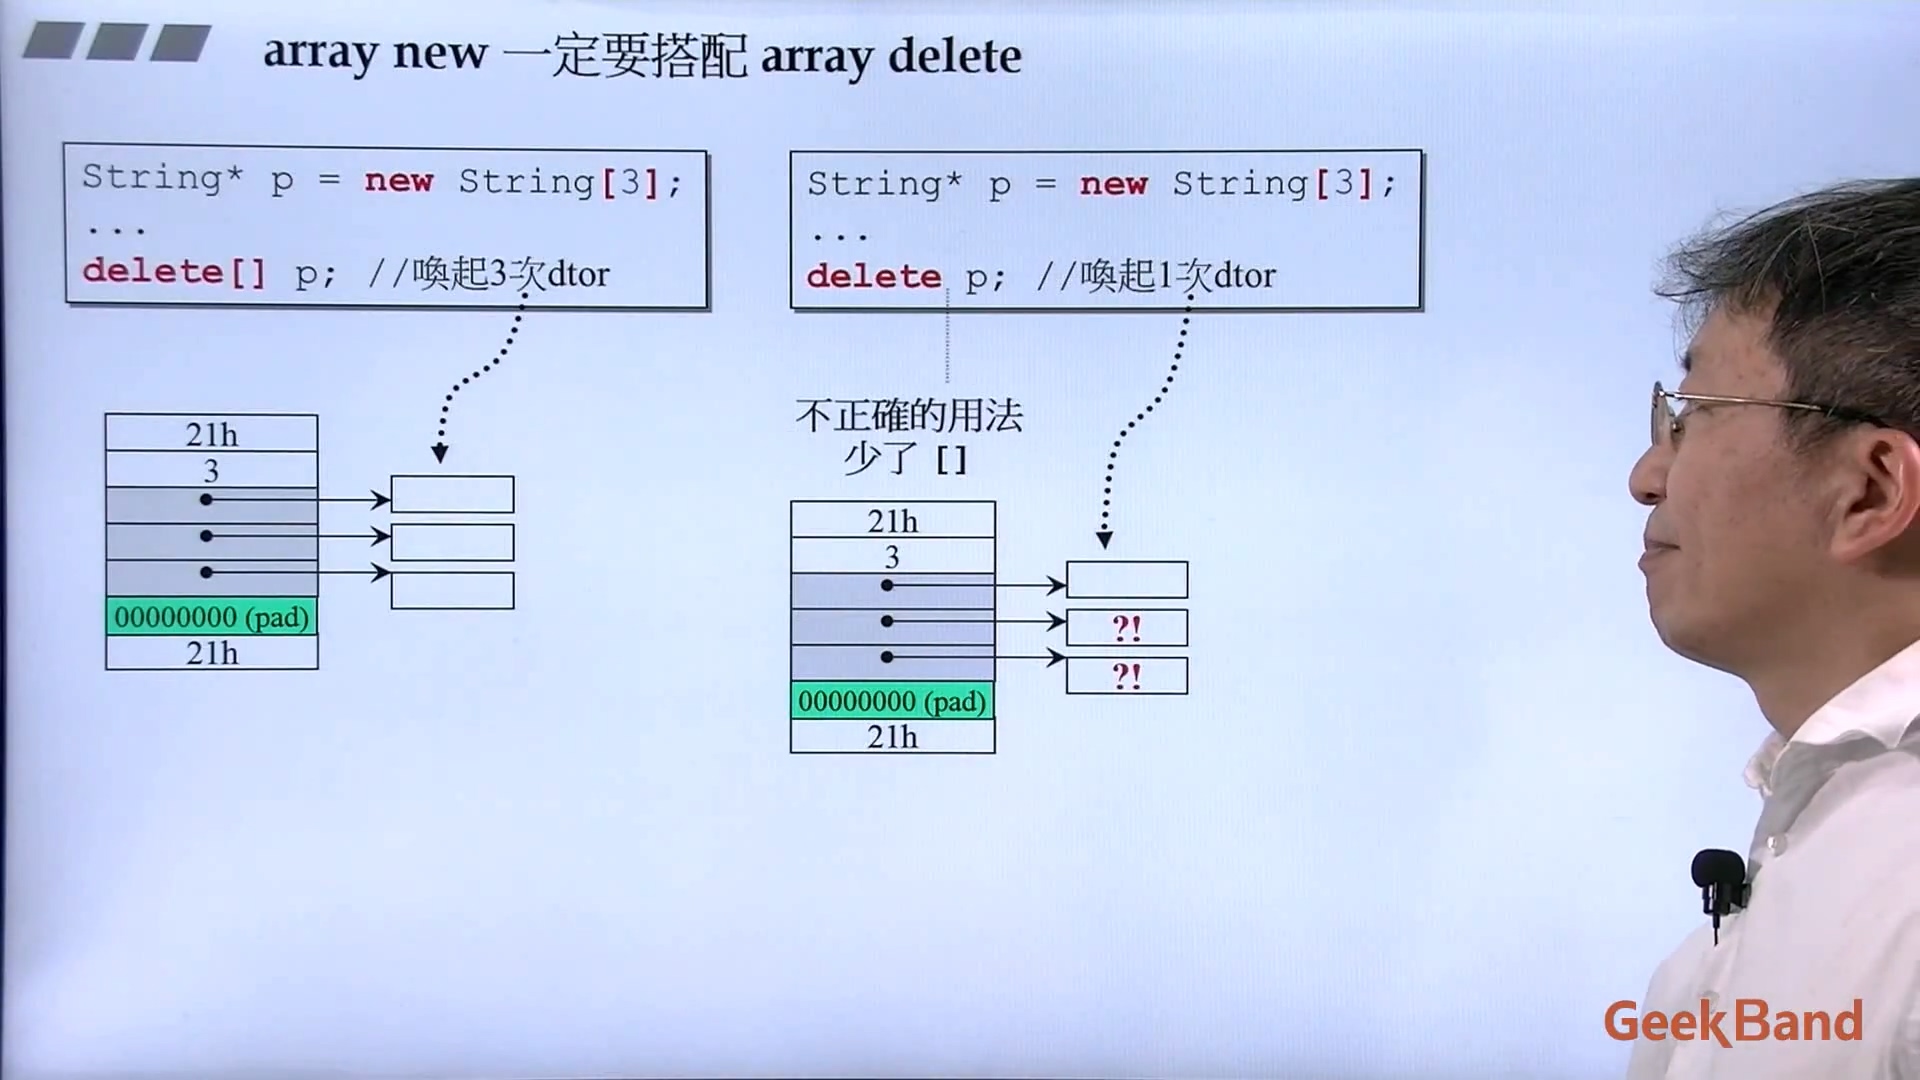 array new 一定要搭配 array delete
String* p = new String[3];
...
delete[] p; //喚起3次dtor
21h
3
00000000 (pad)
21h
String* p = new String[3];
...
delete p; //喚起1次dtor
不正確的用法
少了 []
21h
3
?!
?!
00000000 (pad)
21h
GeekBand